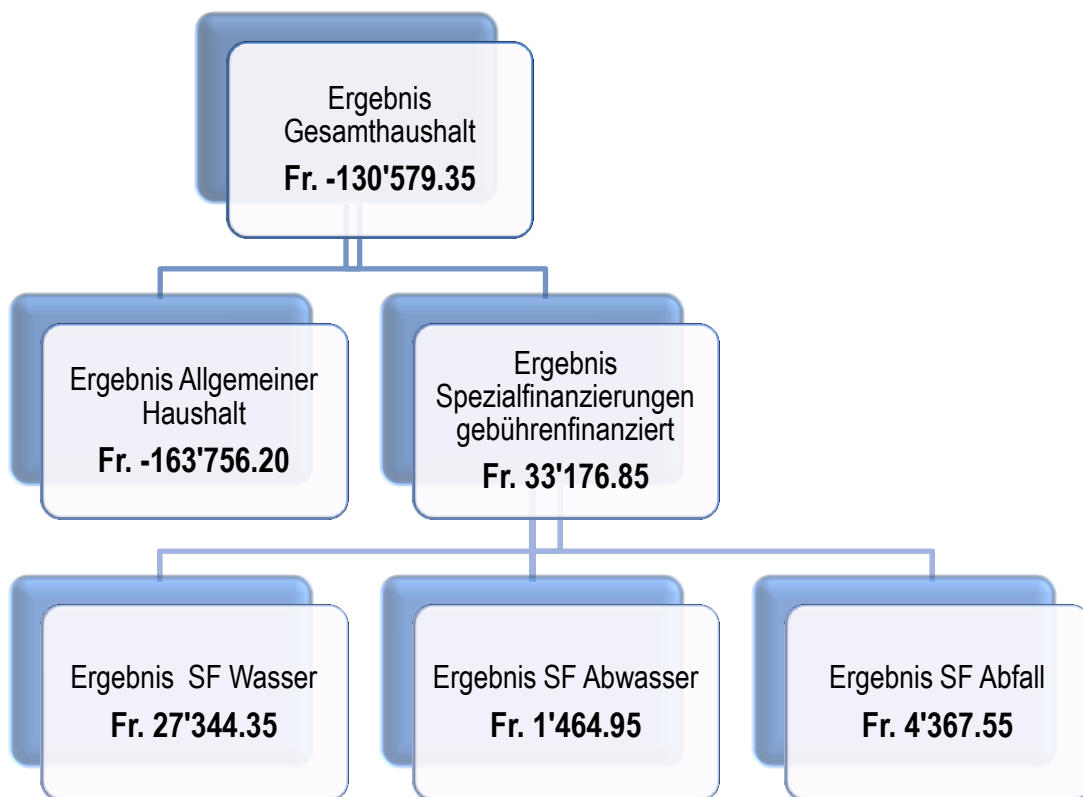 Ergebnis
Gesamthaushalt
Fr. -130'579.35
Ergebnis Allgemeiner
Haushalt
Fr. -163'756.20
Ergebnis
Spezialfinanzierungen
gebührenfinanziert
Fr. 33'176.85
Ergebnis  SF Wasser
Fr. 27'344.35
Ergebnis SF Abwasser
Fr. 1'464.95
Ergebnis SF Abfall
Fr. 4'367.55